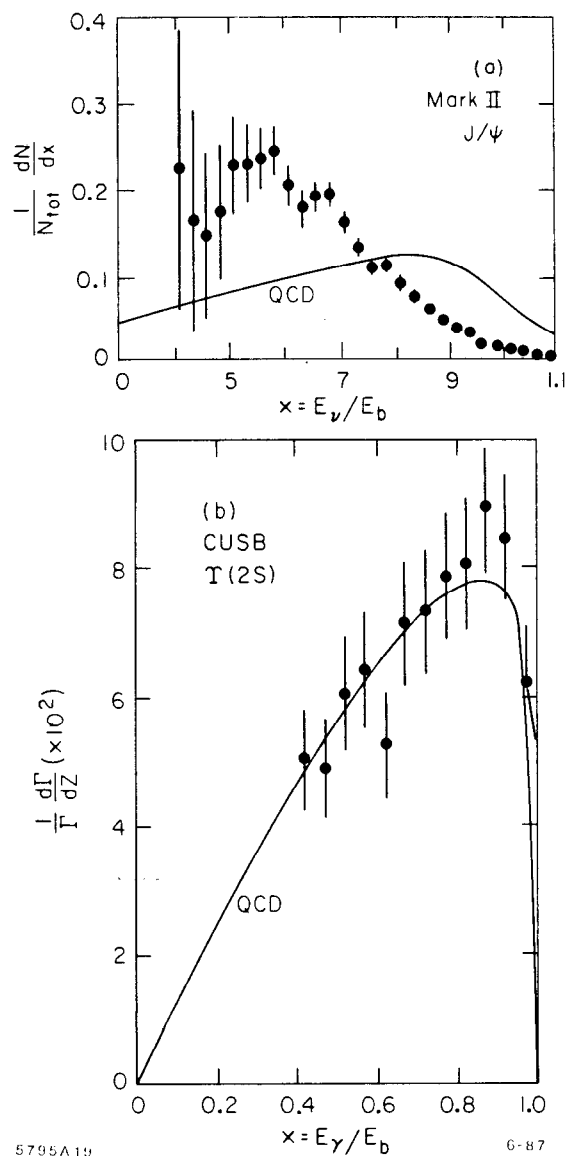 0.4
(a)
Mark II
J/ψ
0.3
1/N_tot dN/dx
0.2
0.1
QCD
0
0 5 7 9 1.1
x = E_ν/E_b
10
(b)
CUSB
ϒ(2S)
8
6
1/Γ dΓ/dZ (×10²)
4
QCD
2
0
0 0.2 0.4 0.6 0.8 1.0
x = E_γ/E_b
5795A19 6-87